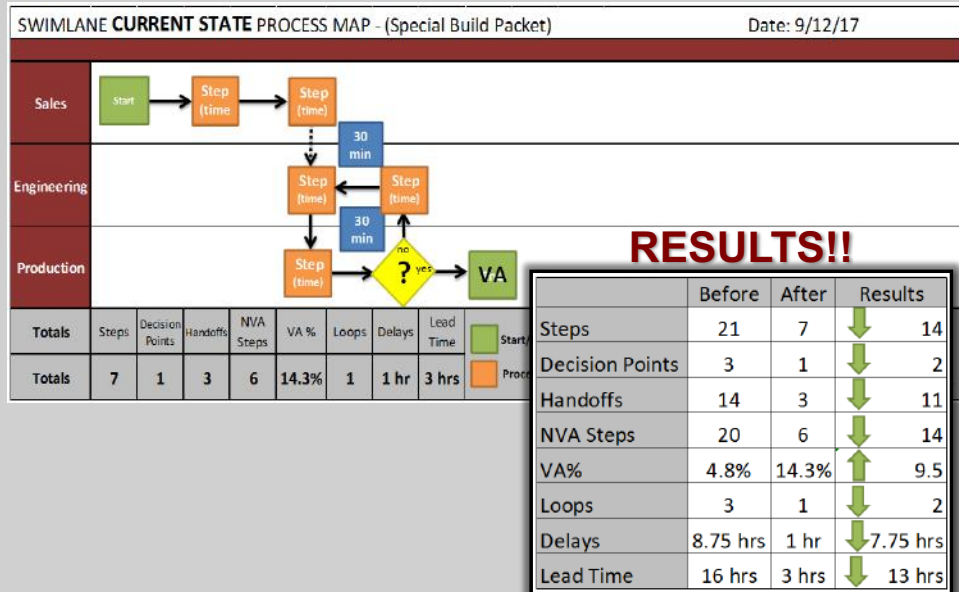 SWIMLANE CURRENT STATE PROCESS MAP - (Special Build Packet) Date: 9/12/17
Sales
Start
Step
(time
Step
(time)
30
min
Engineering
Step
(time)
Step
(time)
30
min
Production
Step
(time)
no
?
yes
VA
RESULTS!!
Totals Steps Decision Points Handoffs NVA Steps VA % Loops Delays Lead Time Start/
Totals 7 1 3 6 14.3% 1 1 hr 3 hrs Proce
Before After Results
Steps 21 7 14
Decision Points 3 1 2
Handoffs 14 3 11
NVA Steps 20 6 14
VA% 4.8% 14.3% 9.5
Loops 3 1 2
Delays 8.75 hrs 1 hr 7.75 hrs
Lead Time 16 hrs 3 hrs 13 hrs